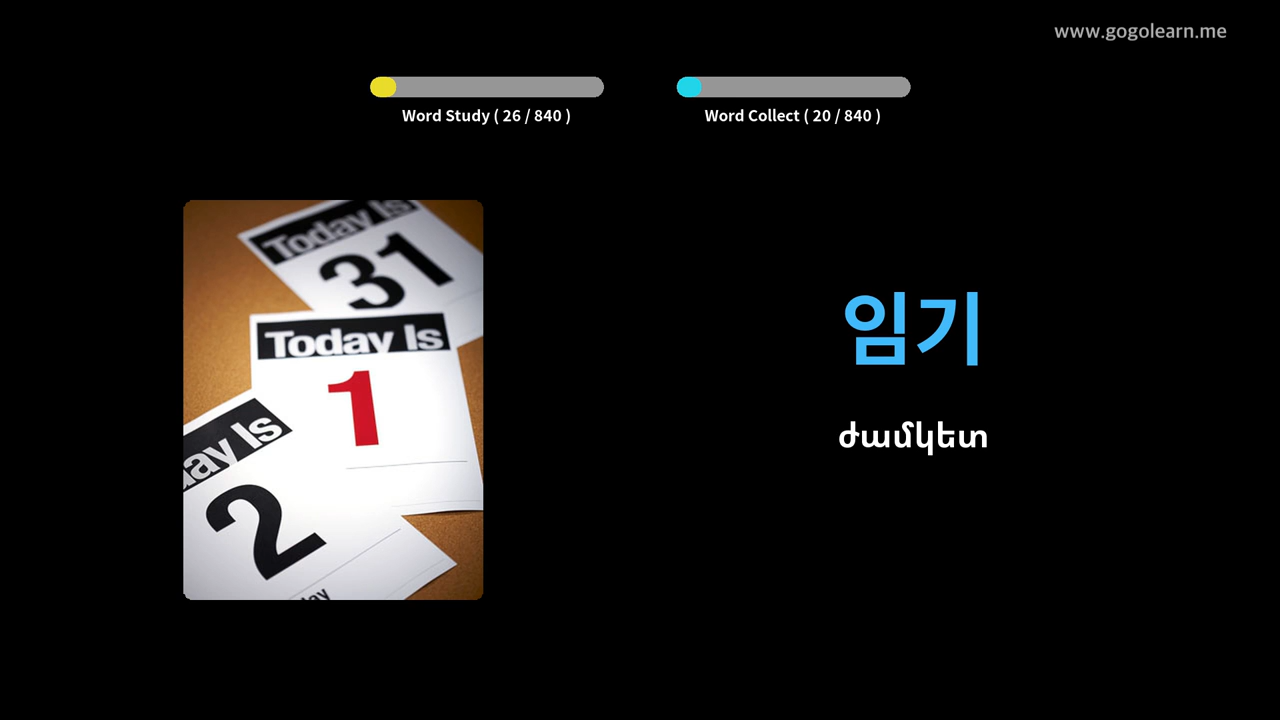 www.gogolearn.me
Word Study ( 26 / 840 )
Word Collect ( 20 / 840 )
Today Is
31
Today Is
1
ay Is
2
임기
ժամկետ